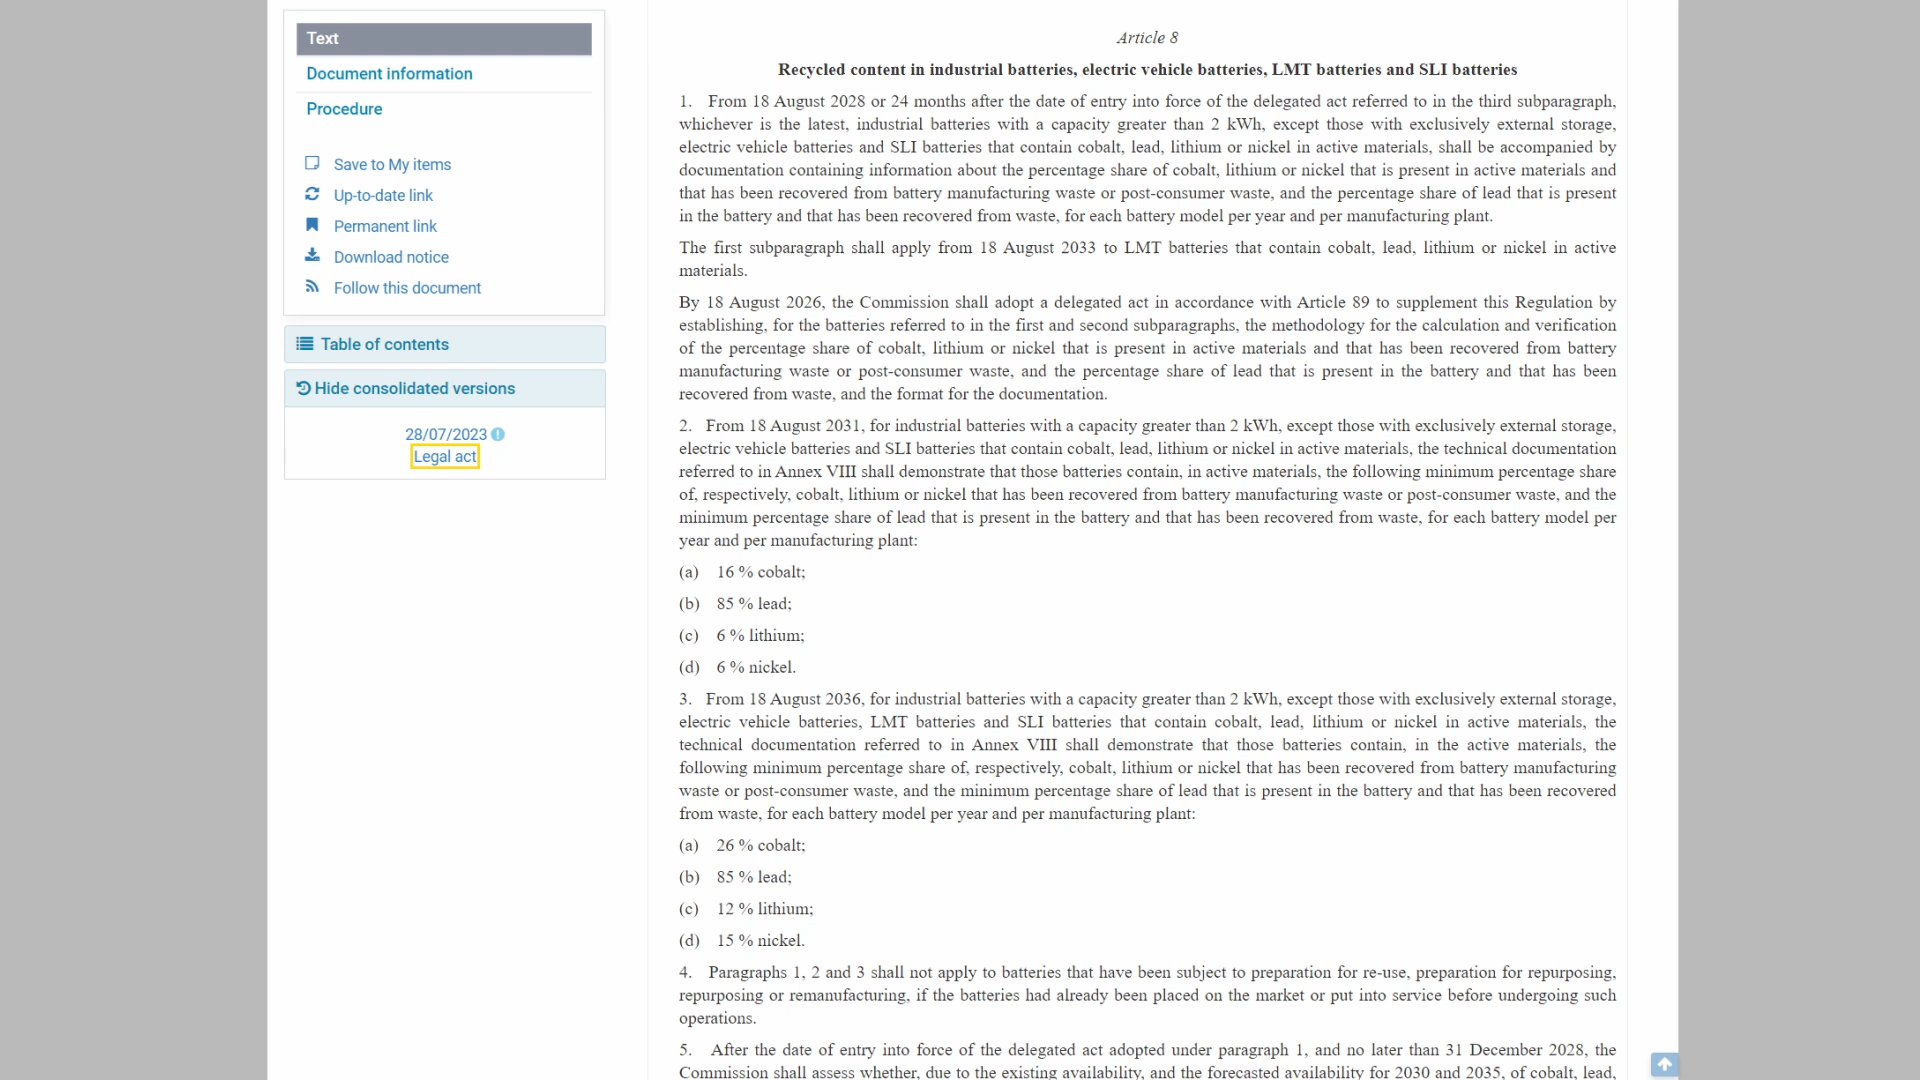 Text
Document information
Procedure
Save to My items
Up-to-date link
Permanent link
Download notice
Follow this document
Table of contents
Hide consolidated versions
28/07/2023
Legal act
Article 8
Recycled content in industrial batteries, electric vehicle batteries, LMT batteries and SLI batteries
1. From 18 August 2028 or 24 months after the date of entry into force of the delegated act referred to in the third subparagraph,
whichever is the latest, industrial batteries with a capacity greater than 2 kWh, except those with exclusively external storage,
electric vehicle batteries and SLI batteries that contain cobalt, lead, lithium or nickel in active materials, shall be accompanied by
documentation containing information about the percentage share of cobalt, lithium or nickel that is present in active materials and
that has been recovered from battery manufacturing waste or post-consumer waste, and the percentage share of lead that is present
in the battery and that has been recovered from waste, for each battery model per year and per manufacturing plant.
The first subparagraph shall apply from 18 August 2033 to LMT batteries that contain cobalt, lead, lithium or nickel in active
materials.
By 18 August 2026, the Commission shall adopt a delegated act in accordance with Article 89 to supplement this Regulation by
establishing, for the batteries referred to in the first and second subparagraphs, the methodology for the calculation and verification
of the percentage share of cobalt, lithium or nickel that is present in active materials and that has been recovered from battery
manufacturing waste or post-consumer waste, and the percentage share of lead that is present in the battery and that has been
recovered from waste, and the format for the documentation.
2. From 18 August 2031, for industrial batteries with a capacity greater than 2 kWh, except those with exclusively external storage,
electric vehicle batteries and SLI batteries that contain cobalt, lead, lithium or nickel in active materials, the technical documentation
referred to in Annex VIII shall demonstrate that those batteries contain, in active materials, the following minimum percentage share
of, respectively, cobalt, lithium or nickel that has been recovered from battery manufacturing waste or post-consumer waste, and the
minimum percentage share of lead that is present in the battery and that has been recovered from waste, for each battery model per
year and per manufacturing plant:
(a) 16 % cobalt;
(b) 85 % lead;
(c) 6 % lithium;
(d) 6 % nickel.
3. From 18 August 2036, for industrial batteries with a capacity greater than 2 kWh, except those with exclusively external storage,
electric vehicle batteries, LMT batteries and SLI batteries that contain cobalt, lead, lithium or nickel in active materials, the
technical documentation referred to in Annex VIII shall demonstrate that those batteries contain, in the active materials, the
following minimum percentage share of, respectively, cobalt, lithium or nickel that has been recovered from battery manufacturing
waste or post-consumer waste, and the minimum percentage share of lead that is present in the battery and that has been recovered
from waste, for each battery model per year and per manufacturing plant:
(a) 26 % cobalt;
(b) 85 % lead;
(c) 12 % lithium;
(d) 15 % nickel.
4. Paragraphs 1, 2 and 3 shall not apply to batteries that have been subject to preparation for re-use, preparation for repurposing,
repurposing or remanufacturing, if the batteries had already been placed on the market or put into service before undergoing such
operations.
5. After the date of entry into force of the delegated act adopted under paragraph 1, and no later than 31 December 2028, the
Commission shall assess whether, due to the existing availability, and the forecasted availability for 2030 and 2035, of cobalt, lead,